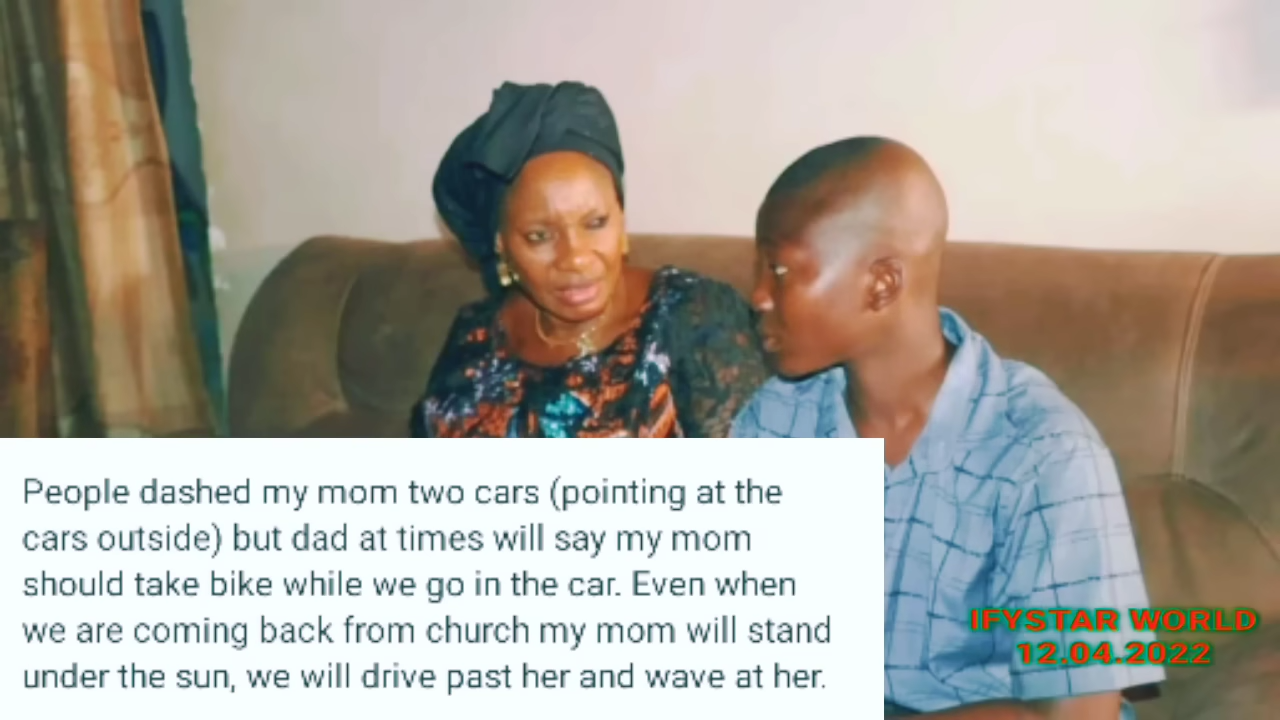 People dashed my mom two cars (pointing at the
cars outside) but dad at times will say my mom
should take bike while we go in the car. Even when
we are coming back from church my mom will stand
under the sun, we will drive past her and wave at her.
IFYSTAR WORLD
12.04.2022